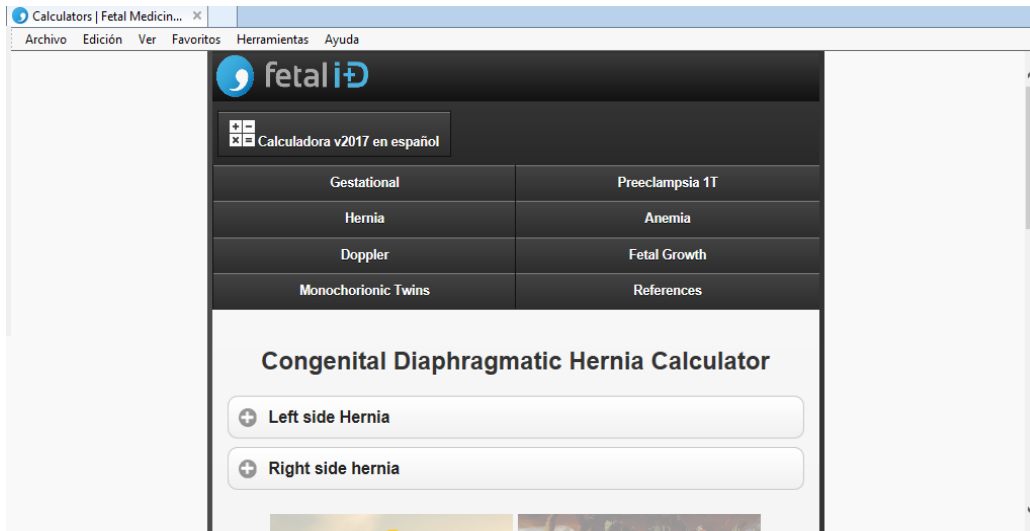 Calculators | Fetal Medicin...
Archivo Edición Ver Favoritos Herramientas Ayuda
fetal i+D
Calculadora v2017 en español
Gestational Preeclampsia 1T
Hernia Anemia
Doppler Fetal Growth
Monochorionic Twins References
Congenital Diaphragmatic Hernia Calculator
Left side Hernia
Right side hernia